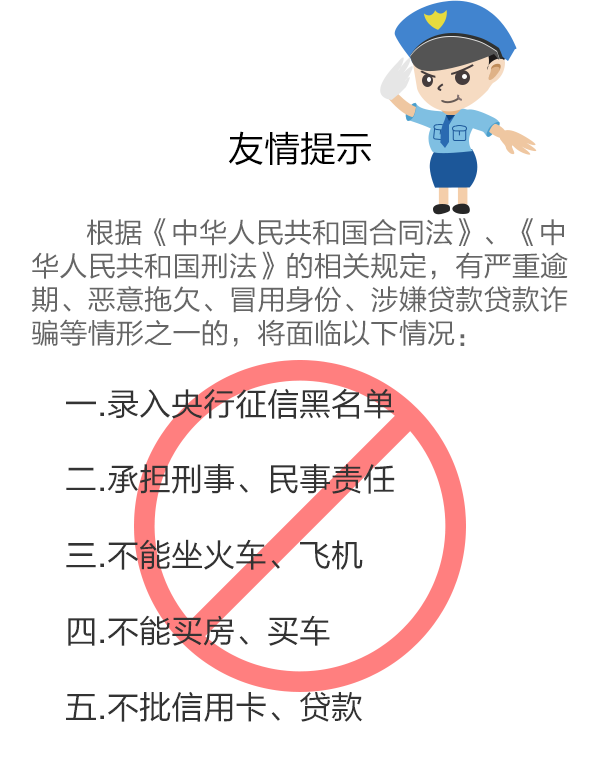 友情提示
根据《中华人民共和国合同法》、《中
华人民共和国刑法》的相关规定，有严重逾
期、恶意拖欠、冒用身份、涉嫌贷款贷款诈
骗等情形之一的，将面临以下情况：
一.录入央行征信黑名单
二.承担刑事、民事责任
三.不能坐火车、飞机
四.不能买房、买车
五.不批信用卡、贷款